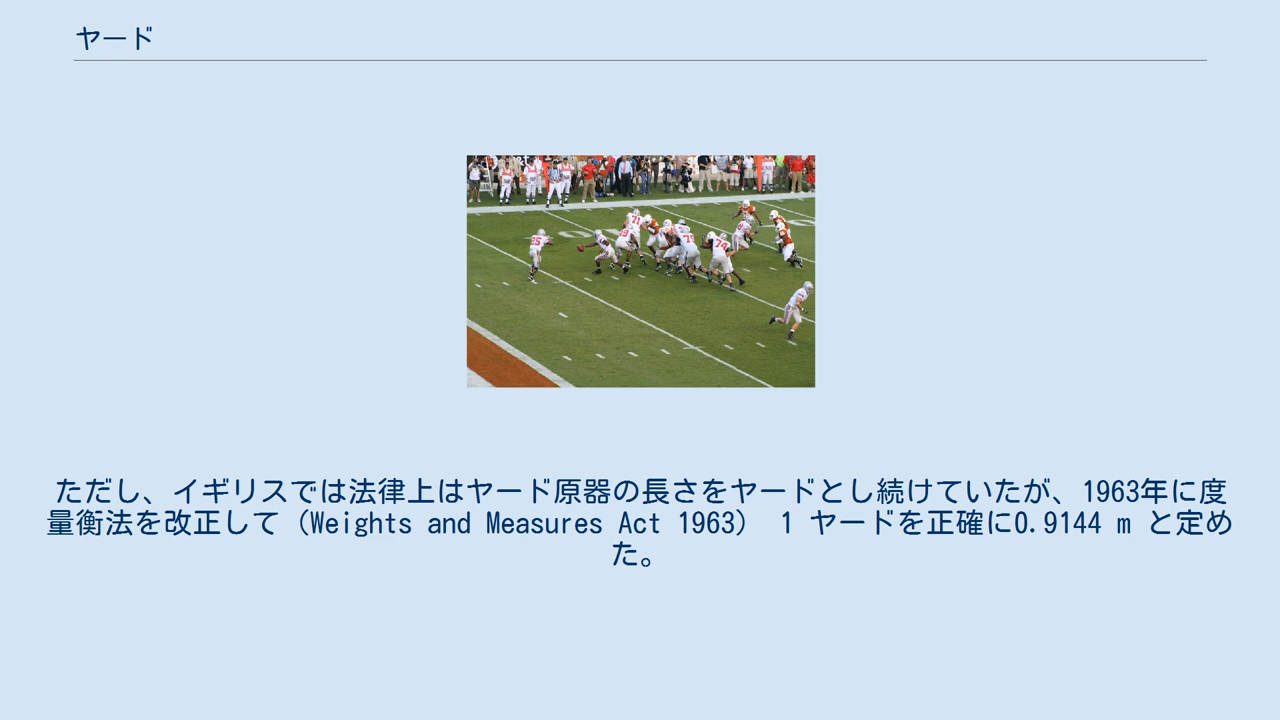 ヤード
ただし、イギリスでは法律上はヤード原器の長さをヤードとし続けていたが、1963年に度
量衡法を改正して（Weights and Measures Act 1963） 1 ヤードを正確に0.9144 m と定め
た。